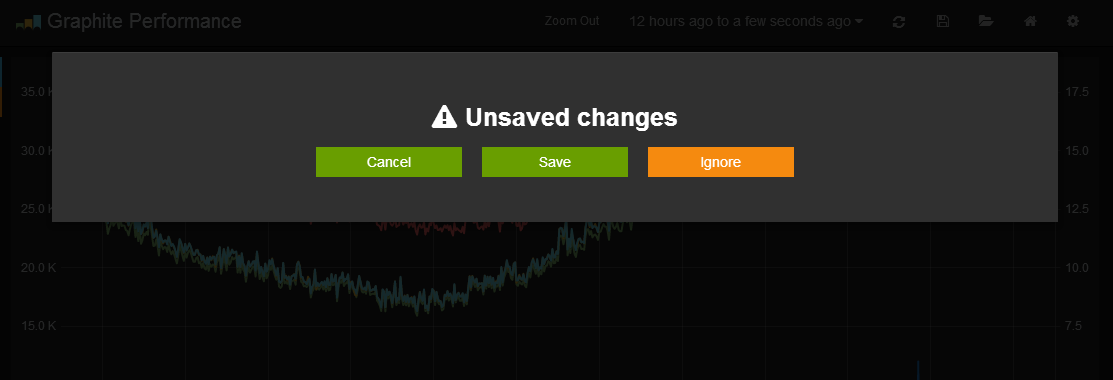 Graphite Performance Zoom Out 12 hours ago to a few seconds ago
Unsaved changes
Cancel Save Ignore
35.0 K 17.5
30.0 K 15.0
25.0 K 12.5
20.0 K 10.0
15.0 K 7.5